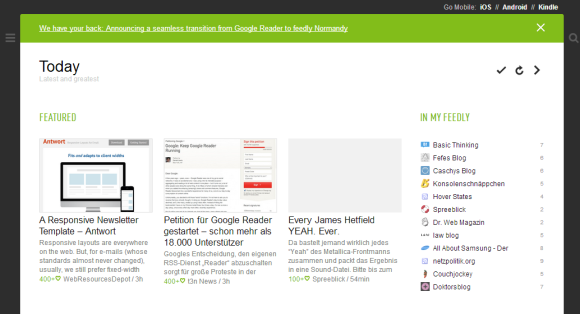 Go Mobile: iOS // Android // Kindle
We have your back: Announcing a seamless transition from Google Reader to feedly Normandy
Today
Latest and greatest
FEATURED
Antwort
Fits and adapts to client widths
A Responsive Newsletter
Template – Antwort
Responsive layouts are everywhere
on the web. But, for e-mails (whose
standards almost never changed),
usually, we still prefer fixed-width
400+ WebResourcesDepot / 3h
Google: Keep Google Reader
Running
Petition für Google Reader
gestartet – schon mehr als
18.000 Unterstützer
Googles Entscheidung, den eigenen
RSS-Dienst „Reader“ abzuschalten
sorgt für große Proteste in der
400+ t3n News / 3h
Every James Hetfield
YEAH. Ever.
Da bastelt jemand wirklich jedes
"Yeah" des Metallica-Frontmanns
zusammen und packt das Ergebnis
in eine Sound-Datei. Bitte bis zum
100+ Spreeblick / 54min
IN MY FEEDLY
Basic Thinking 7
Fefes Blog 6
Caschys Blog 6
Konsolenschnäppchen 5
Hover States 4
Spreeblick 4
Dr. Web Magazin 4
law blog 5
All About Samsung - Der 8
netzpolitik.org 4
Couchjockey 5
Doktorsblog 7